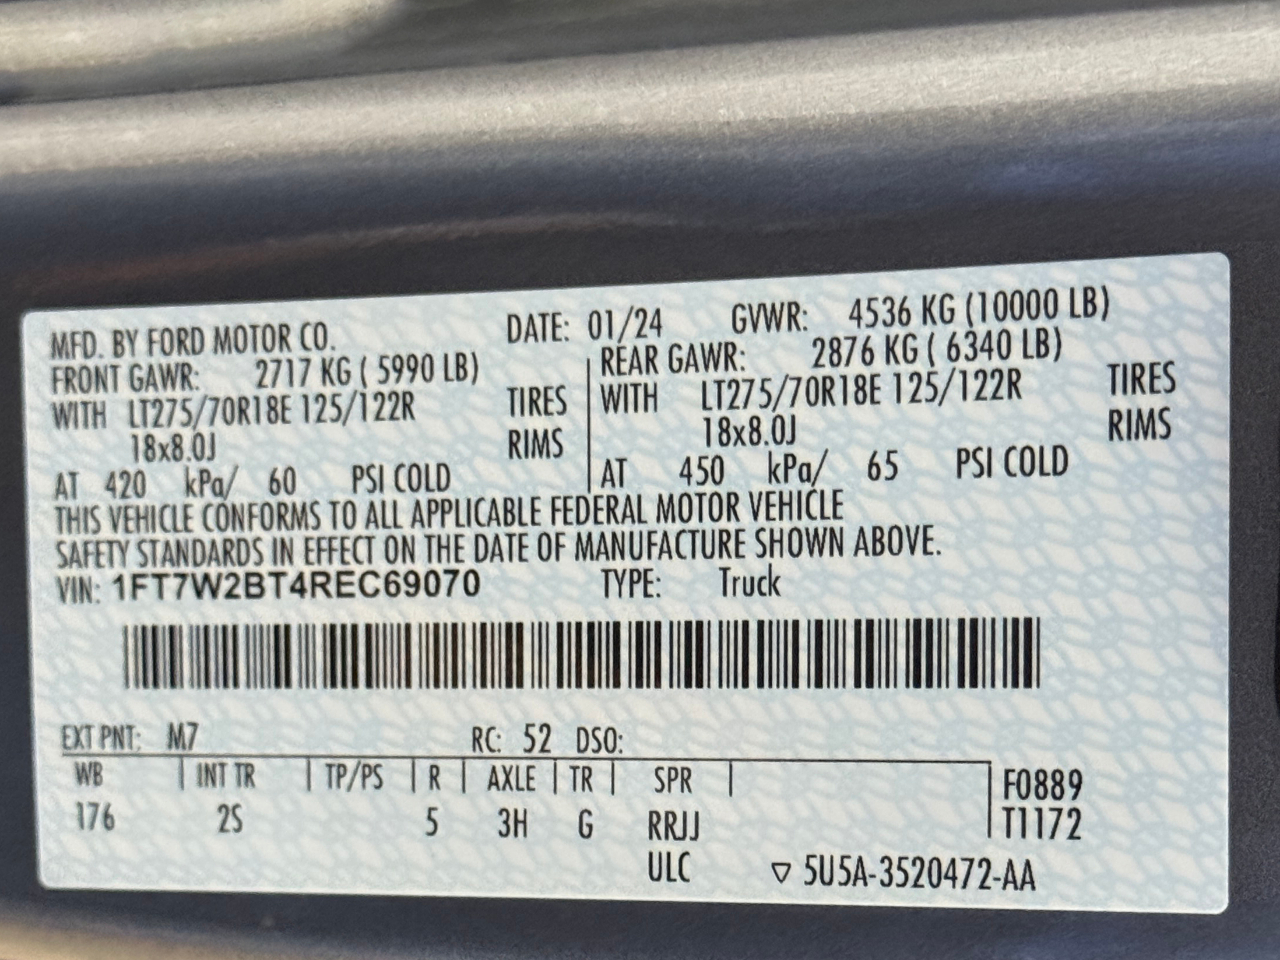 MFD. BY FORD MOTOR CO. DATE: 01/24 GVWR: 4536 KG (10000 LB)
FRONT GAWR: 2717 KG ( 5990 LB) REAR GAWR: 2876 KG ( 6340 LB)
WITH LT275/70R18E 125/122R TIRES WITH LT275/70R18E 125/122R TIRES
18x8.0J RIMS 18x8.0J RIMS
AT 420 kPa/ 60 PSI COLD AT 450 kPa/ 65 PSI COLD
THIS VEHICLE CONFORMS TO ALL APPLICABLE FEDERAL MOTOR VEHICLE
SAFETY STANDARDS IN EFFECT ON THE DATE OF MANUFACTURE SHOWN ABOVE.
VIN: 1FT7W2BT4REC69070 TYPE: Truck
EXT PNT: M7 RC: 52 DSO:
WB INT TR TP/PS R AXLE TR SPR F0889
176 2S 5 3H G RRJJ T1172
ULC ▽ 5U5A-3520472-AA